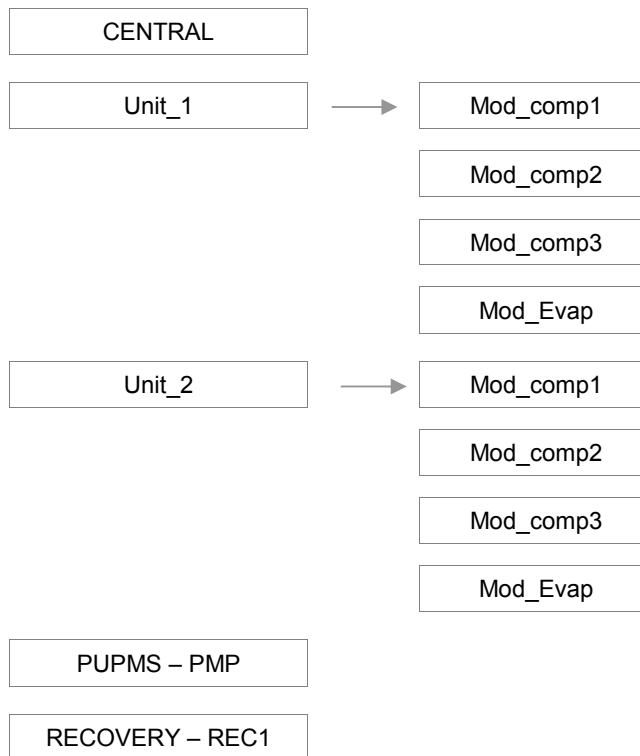 CENTRAL
Unit_1
Mod_comp1
Mod_comp2
Mod_comp3
Mod_Evap
Unit_2
Mod_comp1
Mod_comp2
Mod_comp3
Mod_Evap
PUPMS – PMP
RECOVERY – REC1